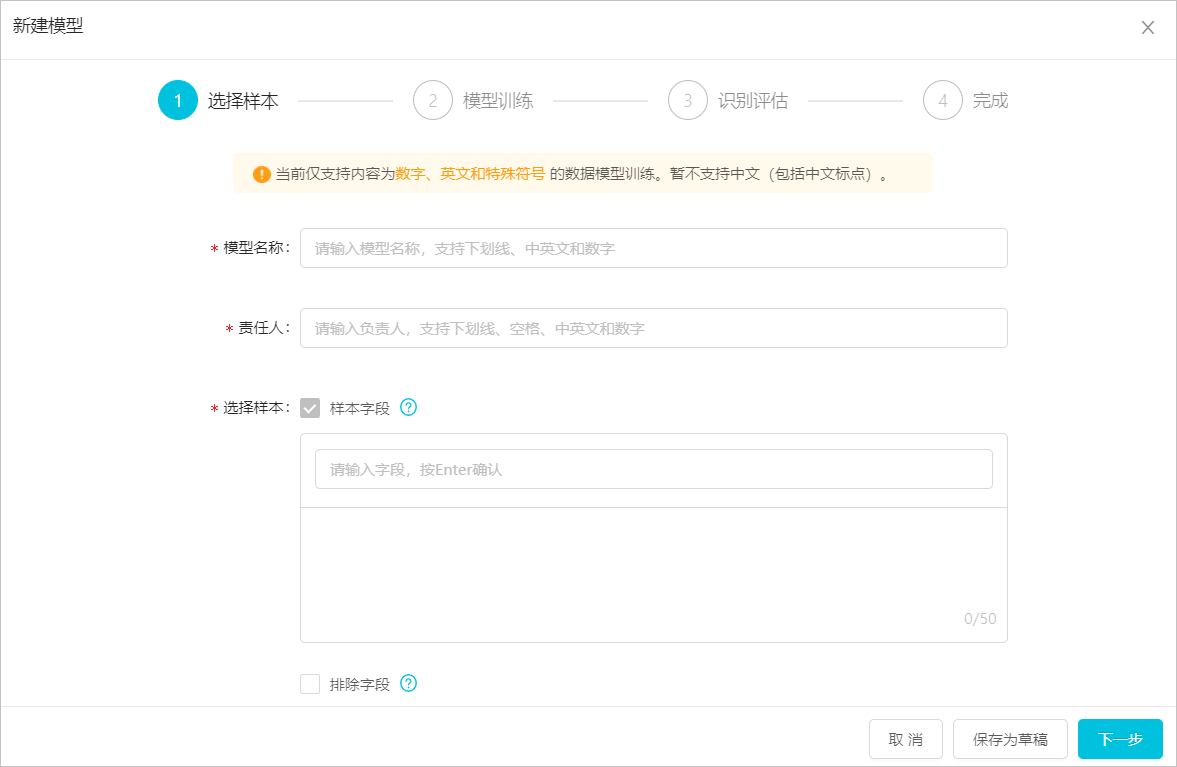 新建模型
1 选择样本 2 模型训练 3 识别评估 4 完成
当前仅支持内容为数字、英文和特殊符号 的数据模型训练。暂不支持中文（包括中文标点）。
* 模型名称： 请输入模型名称，支持下划线、中英文和数字
* 责任人： 请输入负责人，支持下划线、空格、中英文和数字
* 选择样本： 样本字段 ?
请输入字段，按Enter确认
0/50
排除字段 ?
取 消 保存为草稿 下一步